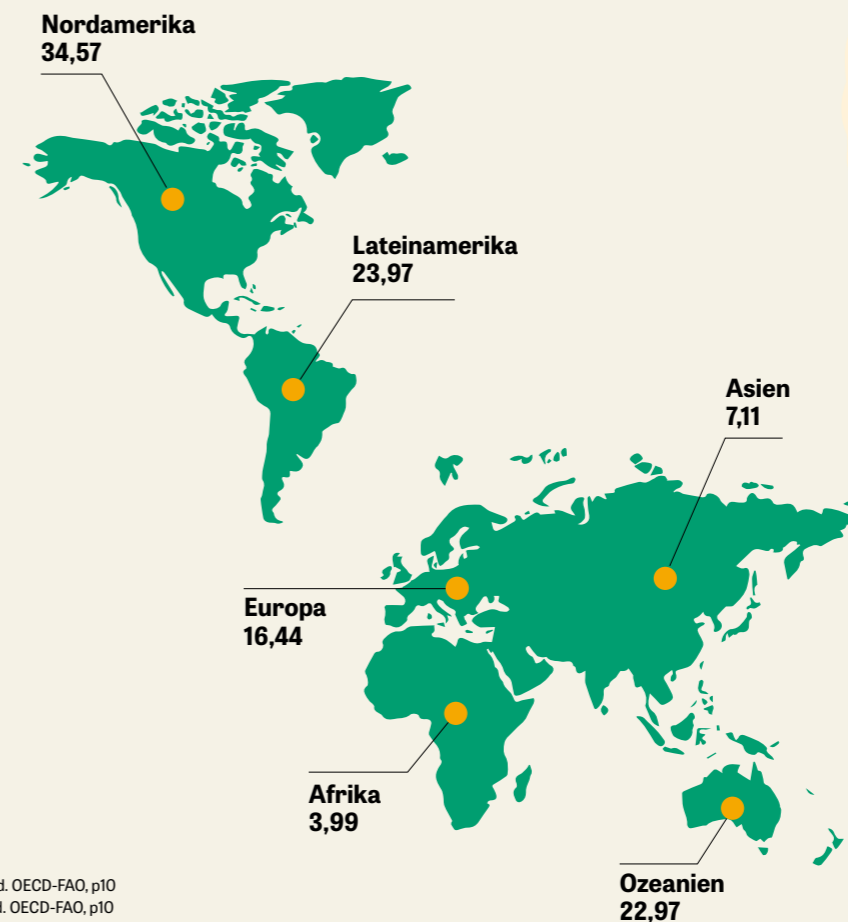 Nordamerika
34,57
Lateinamerika
23,97
Asien
7,11
Europa
16,44
Afrika
3,99
Ozeanien
22,97
d. OECD-FAO, p10
d. OECD-FAO, p10